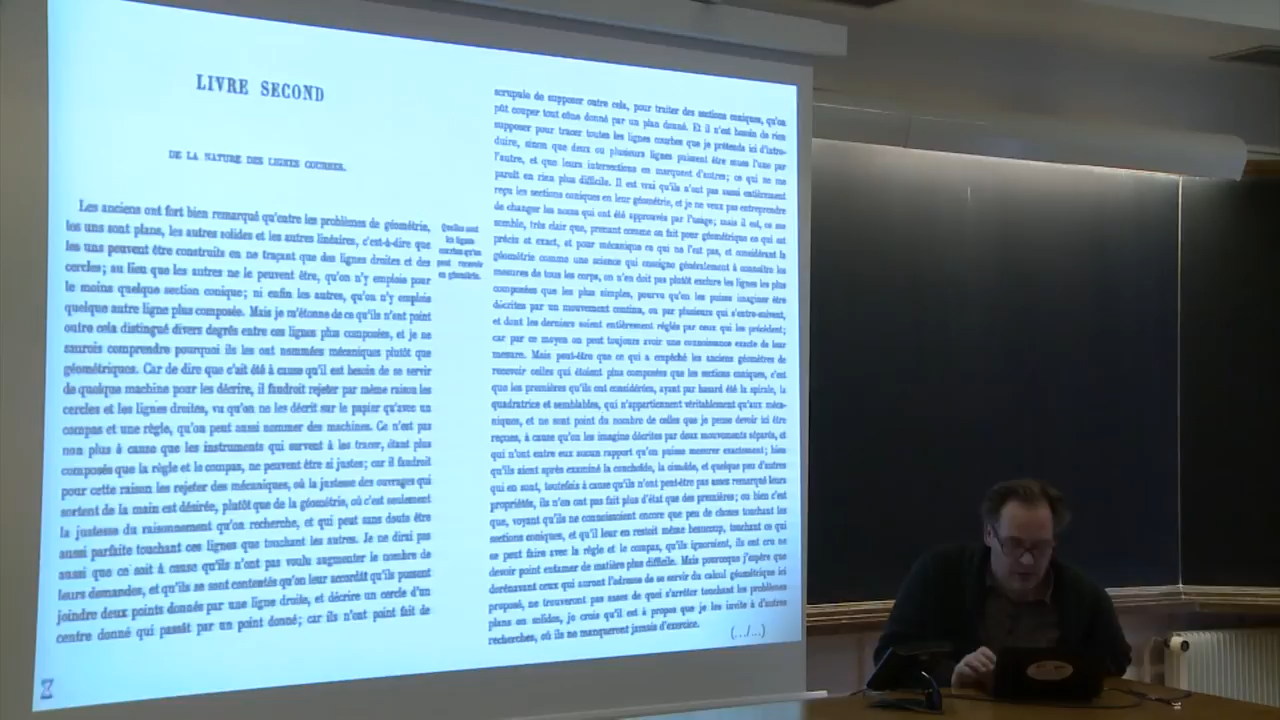 LIVRE SECOND
DE LA NATURE DES LIGNES COURBES.
Les anciens ont fort bien remarqué qu'entre les problèmes de géométrie,
les uns sont plans, les autres solides et les autres linéaires, c'est-à-dire que
les uns peuvent être construits en ne traçant que des lignes droites et des
cercles; au lieu que les autres ne le peuvent être, qu'on n'y emploie pour
le moins quelque section conique; ni enfin les autres, qu'on n'y emploie
quelque autre ligne plus composée. Mais je m'étonne de ce qu'ils n'ont point
outre cela distingué divers degrés entre ces lignes plus composées, et je ne
saurois comprendre pourquoi ils les ont nommées mécaniques plutôt que
géométriques. Car de dire que c'ait été à cause qu'il est besoin de se servir
de quelque machine pour les décrire, il faudroit rejeter par même raison les
cercles et les lignes droites, vu qu'on ne les décrit sur le papier qu'avec un
compas et une règle, qu'on peut aussi nommer des machines. Ce n'est pas
non plus à cause que les instruments qui servent à les tracer, étant plus
composés que la règle et le compas, ne peuvent être si justes; car il faudroit
pour cette raison les rejeter des mécaniques, où la justesse des ouvrages qui
sortent de la main est désirée, plutôt que de la géométrie, où c'est seulement
la justesse du raisonnement qu'on recherche, et qui peut sans doute être
aussi parfaite touchant ces lignes que touchant les autres. Je ne dirai pas
aussi que ce soit à cause qu'ils n'ont pas voulu augmenter le nombre de
leurs demandes, et qu'ils se sont contentés qu'on leur accordât qu'ils pussent
joindre deux points donnés par une ligne droite, et décrire un cercle d'un
centre donné qui passât par un point donné; car ils n'ont point fait de
Quelles sont
les lignes
courbes qu'on
peut recevoir
en géométrie.
scrupule de supposer outre cela, pour traiter des sections coniques, qu'on
pût couper tout cône donné par un plan donné. Et il n'est besoin de rien
supposer pour tracer toutes les lignes courbes que je prétends ici d'intro-
duire, sinon que deux ou plusieurs lignes puissent être mues l'une par
l'autre, et que leurs intersections en marquent d'autres; ce qui ne me
paroît en rien plus difficile. Il est vrai qu'ils n'ont pas aussi entièrement
reçu les sections coniques en leur géométrie, et je ne veux pas entreprendre
de changer les noms qui ont été approuvés par l'usage; mais il est, ce me
semble, très clair que, prenant comme on fait pour géométrique ce qui est
précis et exact, et pour mécanique ce qui ne l'est pas, et considérant la
géométrie comme une science qui enseigne généralement à connoître les
mesures de tous les corps, on n'en doit pas plutôt exclure les lignes les plus
composées que les plus simples, pourvu qu'on les puisse imaginer être
décrites par un mouvement continu, ou par plusieurs qui s'entre-suivent,
et dont les derniers soient entièrement réglés par ceux qui les précèdent;
car par ce moyen on peut toujours avoir une connoissance exacte de leur
mesure. Mais peut-être que ce qui a empêché les anciens géomètres de
recevoir celles qui étoient plus composées que les sections coniques, c'est
que les premières qu'ils ont considérées, ayant par hasard été la spirale, la
quadratrice et semblables, qui n'appartiennent véritablement qu'aux méca-
niques, et ne sont point du nombre de celles que je pense devoir ici être
reçues, à cause qu'on les imagine décrites par deux mouvements séparés, et
qui n'ont entre eux aucun rapport qu'on puisse mesurer exactement; bien
qu'ils aient après examiné la conchoïde, la cissoïde, et quelque peu d'autres
qui en sont, toutefois à cause qu'ils n'ont peut-être pas assez remarqué leurs
propriétés, ils n'en ont pas fait plus d'état que des premières; ou bien c'est
que, voyant qu'ils ne connoissoient encore que peu de choses touchant les
sections coniques, et qu'il leur en restoit même beaucoup, touchant ce qui
se peut faire avec la règle et le compas, qu'ils ignoroient, ils ont cru ne
devoir point entamer de matière plus difficile. Mais pourceque j'espère que
dorénavant ceux qui auront l'adresse de se servir du calcul géométrique ici
proposé, ne trouveront pas assez de quoi s'arrêter touchant les problèmes
plans ou solides, je crois qu'il est à propos que je les invite à d'autres
recherches, où ils ne manqueront jamais d'exercice.
(.../...)